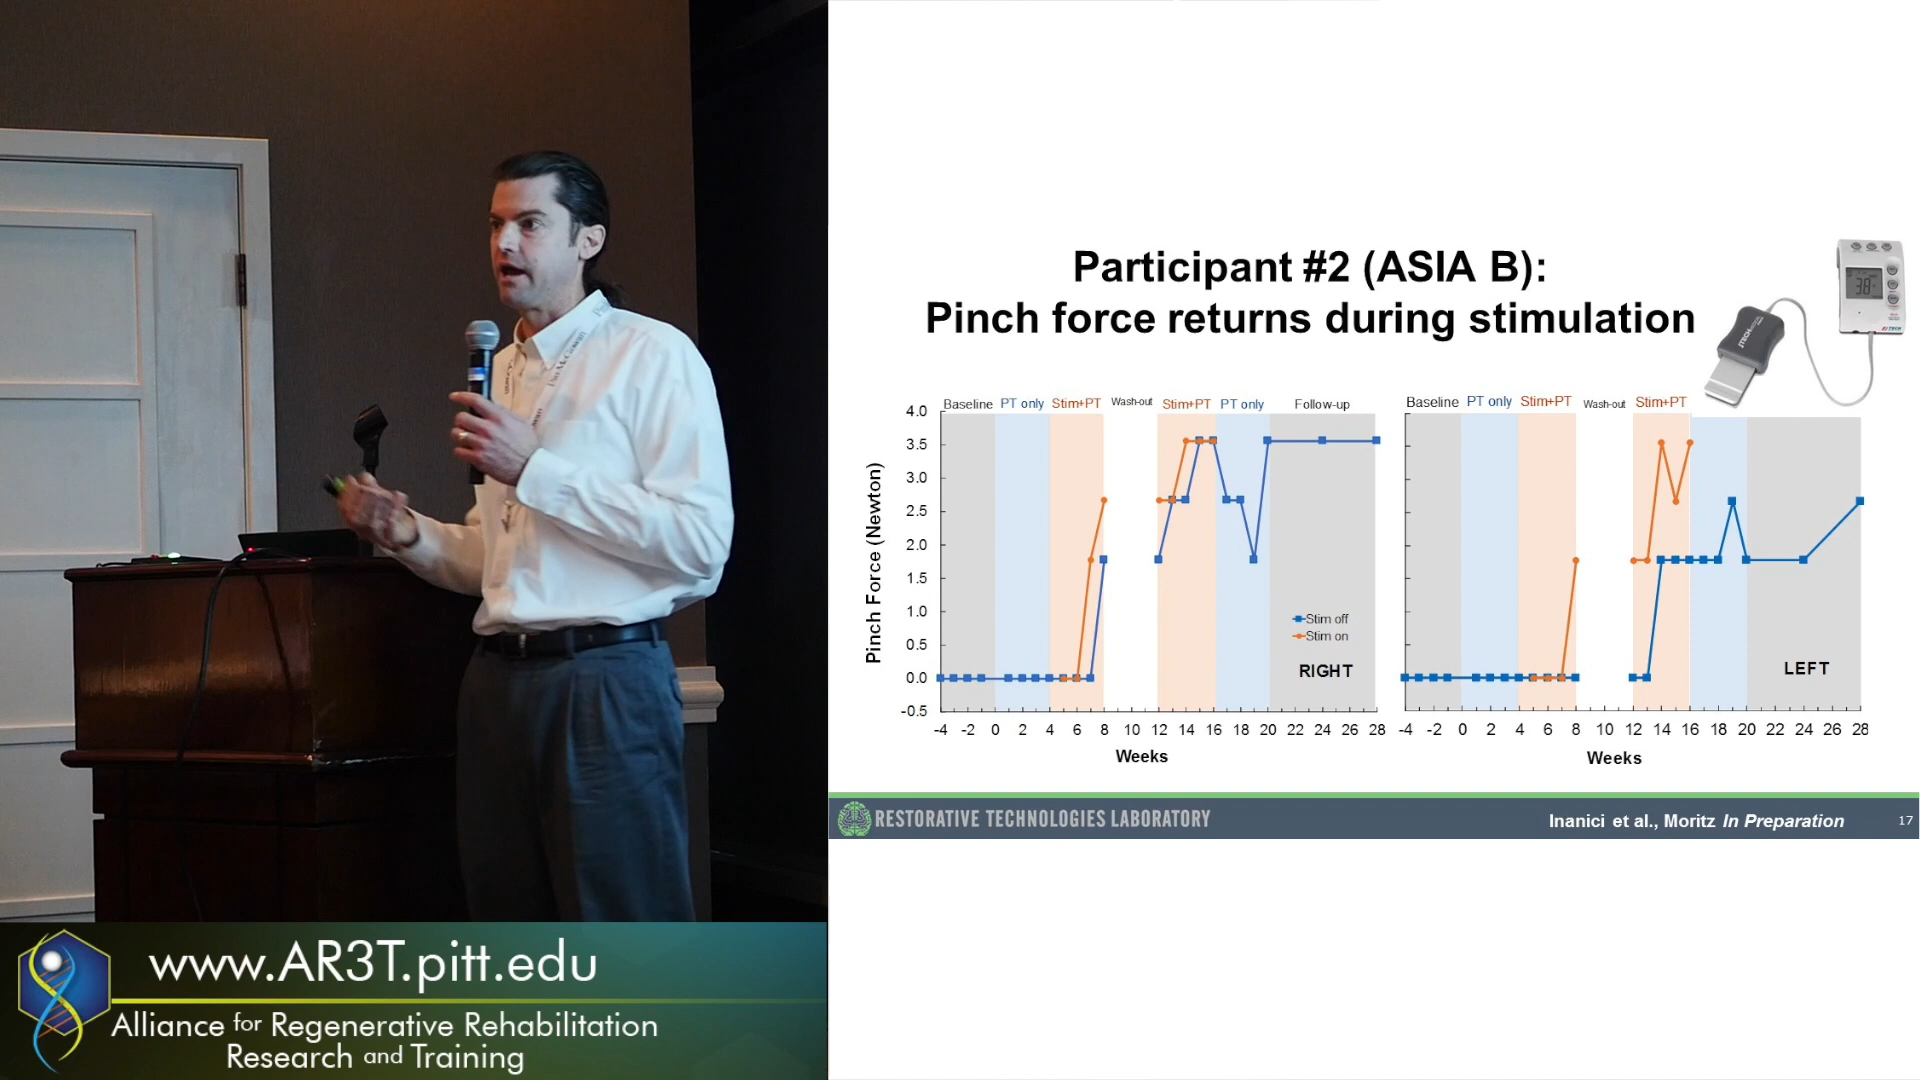 Participant #2 (ASIA B):
Pinch force returns during stimulation
Baseline PT only Stim+PT Wash-out Stim+PT PT only Follow-up
Pinch Force (Newton)
4.0
3.5
3.0
2.5
2.0
1.5
1.0
0.5
0.0
-0.5
Stim off
Stim on
RIGHT
-4 -2 0 2 4 6 8 10 12 14 16 18 20 22 24 26 28
Weeks
Baseline PT only Stim+PT Wash-out Stim+PT
LEFT
-4 -2 0 2 4 6 8 10 12 14 16 18 20 22 24 26 28
Weeks
RESTORATIVE TECHNOLOGIES LABORATORY
Inanici et al., Moritz In Preparation
17
www.AR3T.pitt.edu
Alliance for Regenerative Rehabilitation
Research and Training